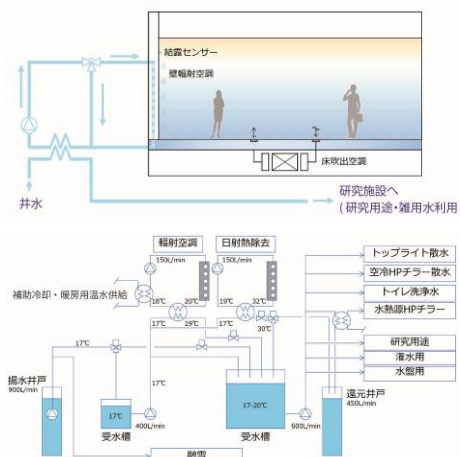 結露センサー
壁輻射空調
床吹出空調
井水
研究施設へ
(研究用途・雑用水利用
輻射空調
日射熱除去
150L/min
150L/min
補助冷却・暖房用温水供給
18℃
20℃
19℃
32℃
17℃
19℃
17℃
30℃
トップライト散水
空冷HPチラー散水
トイレ洗浄水
水熱源HPチラー
研究用途
潅水用
水盤用
17℃
揚水井戸
900L/min
17℃
17℃
受水槽
400L/min
17-20℃
受水槽
600L/min
還元井戸
450L/min
融雪